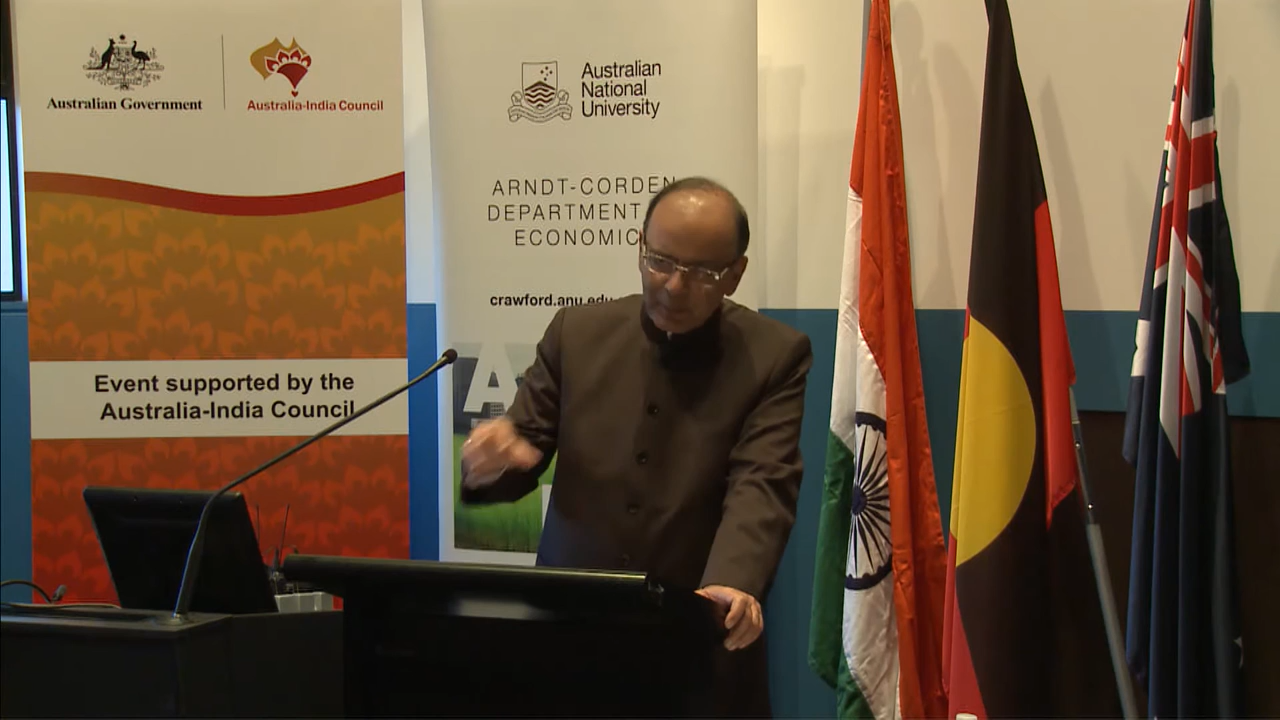 Australian Government
Australia-India Council
Event supported by the
Australia-India Council
Australian
National
University
ARNDT-CORDEN
DEPARTMENT
ECONOMIC
crawford.anu.edu